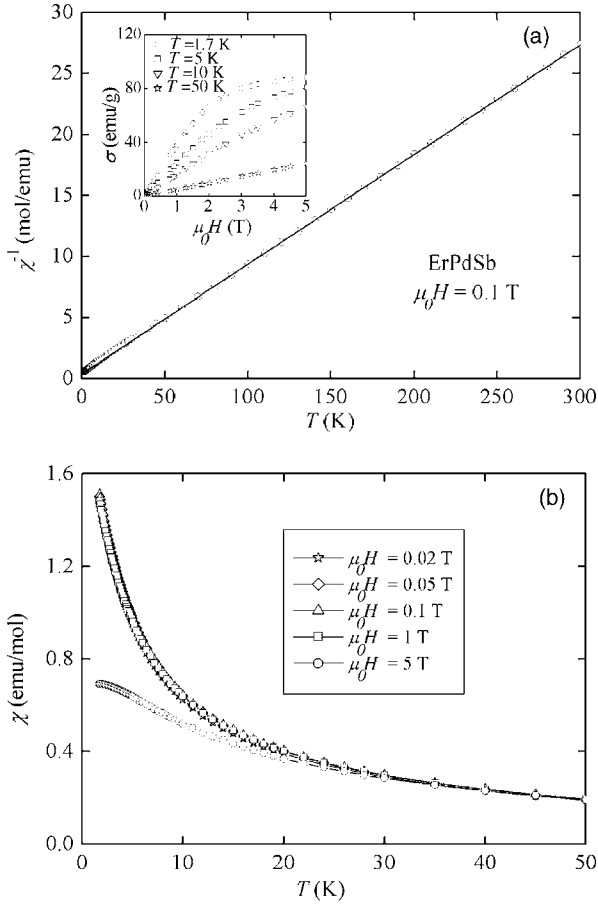 (a)
30
25
20
15
10
5
0
χ⁻¹ (mol/emu)
120
80
40
0
σ (emu/g)
T = 1.7 K
T = 5 K
T = 10 K
T = 50 K
0 1 2 3 4 5
μ₀H (T)
ErPdSb
μ₀H = 0.1 T
0 50 100 150 200 250 300
T (K)
(b)
1.6
1.2
0.8
0.4
0.0
χ (emu/mol)
μ₀H = 0.02 T
μ₀H = 0.05 T
μ₀H = 0.1 T
μ₀H = 1 T
μ₀H = 5 T
0 10 20 30 40 50
T (K)